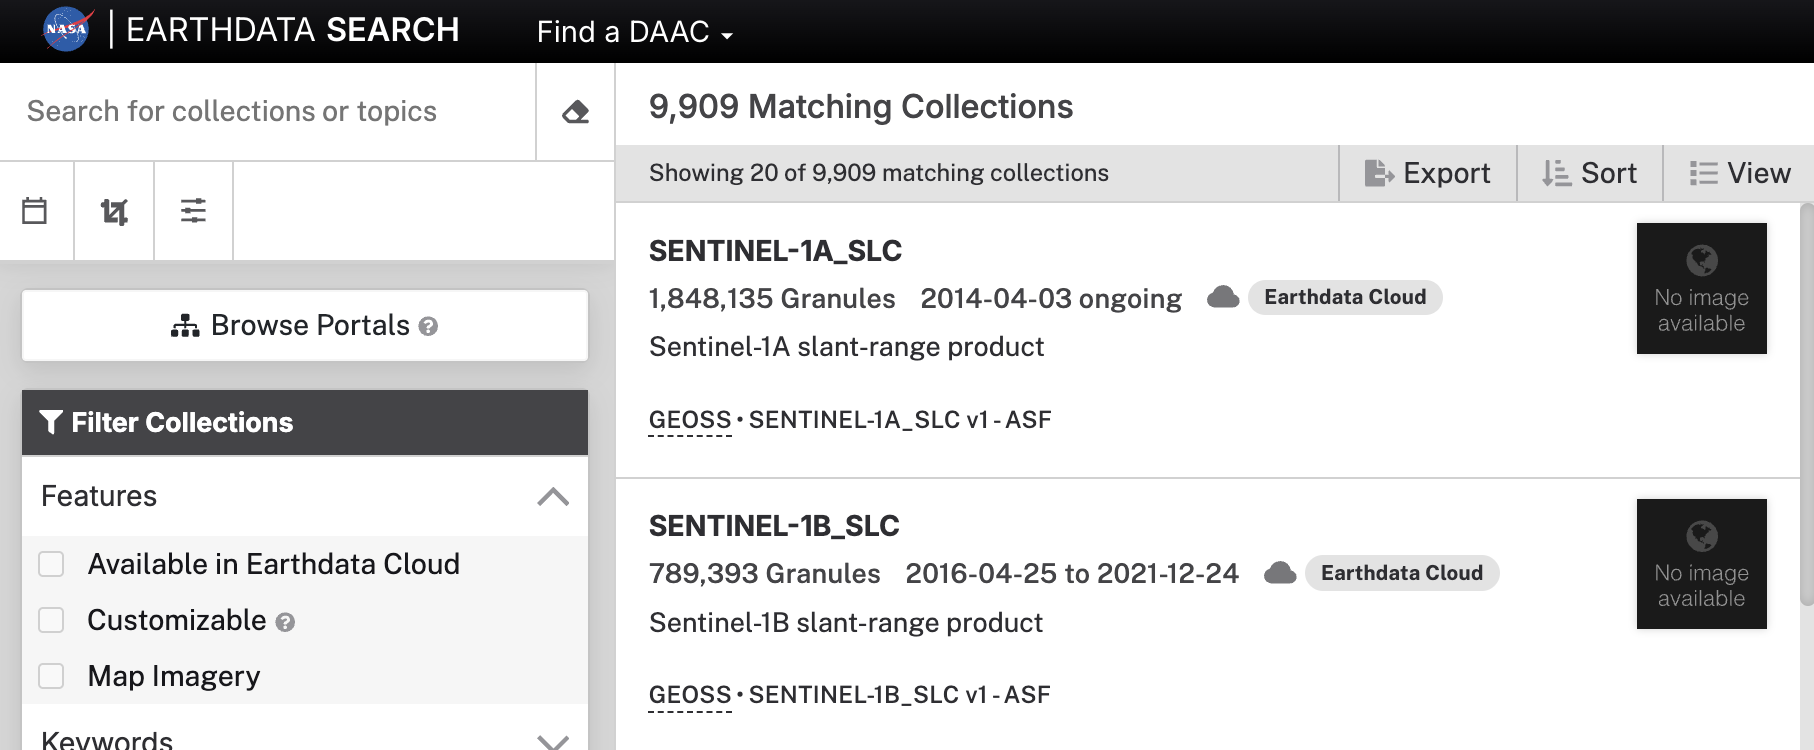 NASA | EARTHDATA SEARCH Find a DAAC
Search for collections or topics
Browse Portals ?
Filter Collections
Features
Available in Earthdata Cloud
Customizable ?
Map Imagery
Keywords
9,909 Matching Collections
Showing 20 of 9,909 matching collections Export Sort View
SENTINEL-1A_SLC
1,848,135 Granules 2014-04-03 ongoing Earthdata Cloud
Sentinel-1A slant-range product
GEOSS • SENTINEL-1A_SLC v1 - ASF
No image
available
SENTINEL-1B_SLC
789,393 Granules 2016-04-25 to 2021-12-24 Earthdata Cloud
Sentinel-1B slant-range product
GEOSS • SENTINEL-1B_SLC v1 - ASF
No image
available